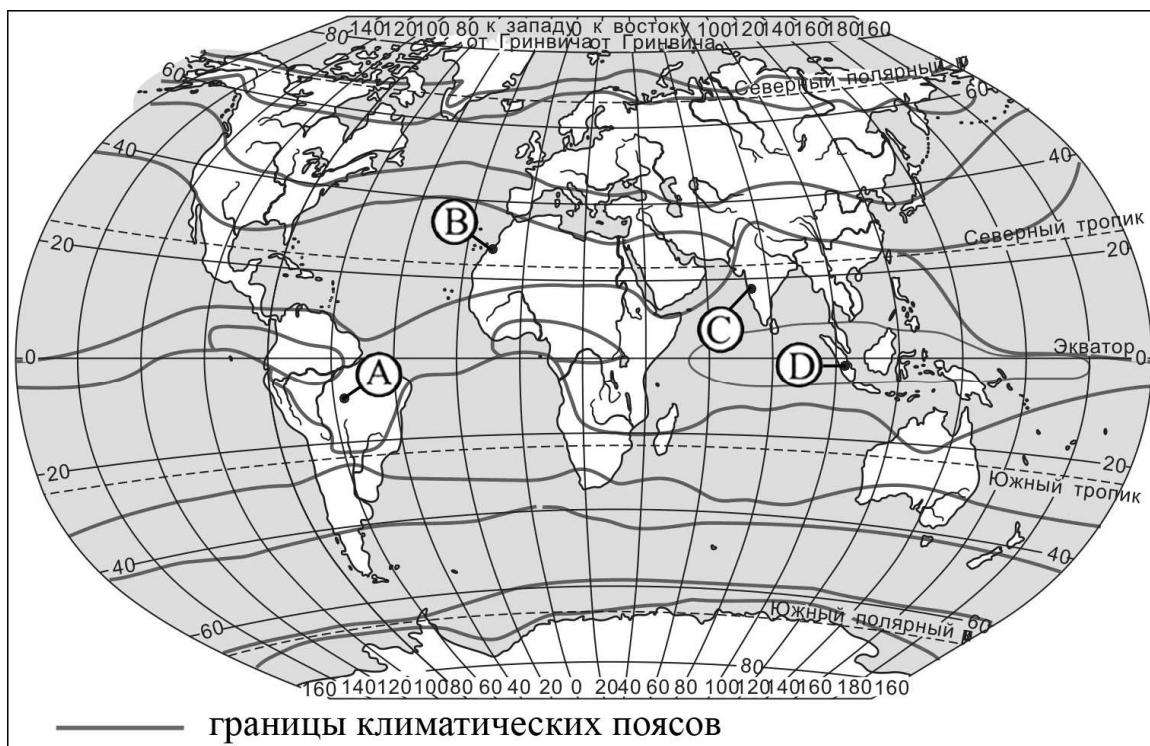 140 120 100 80 к западу 0 к востоку 100 120 140 160 180 160
80 от Гринвича от Гринвича
60 Северный полярный 60
40 40
B
20 Северный тропик 20
C
0 Экватор 0
D
A
20 20
Южный тропик
40 40
60 Южный полярный 60
80
160 140 120 100 80 60 40 20 0 20 40 60 80 100 120 140 160 180 160
границы климатических поясов